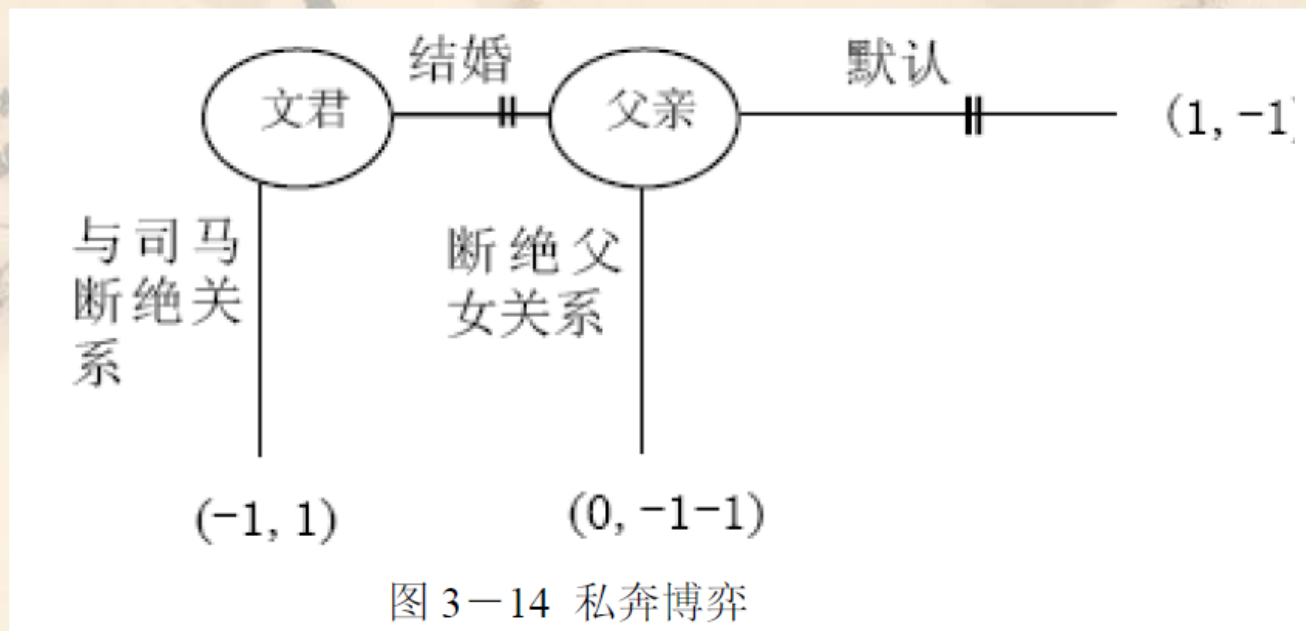 结婚
默认
文君
父亲
(1, -1)
与司马
断绝关
系
断绝父
女关系
(-1, 1)
(0, -1-1)
图 3－14 私奔博弈